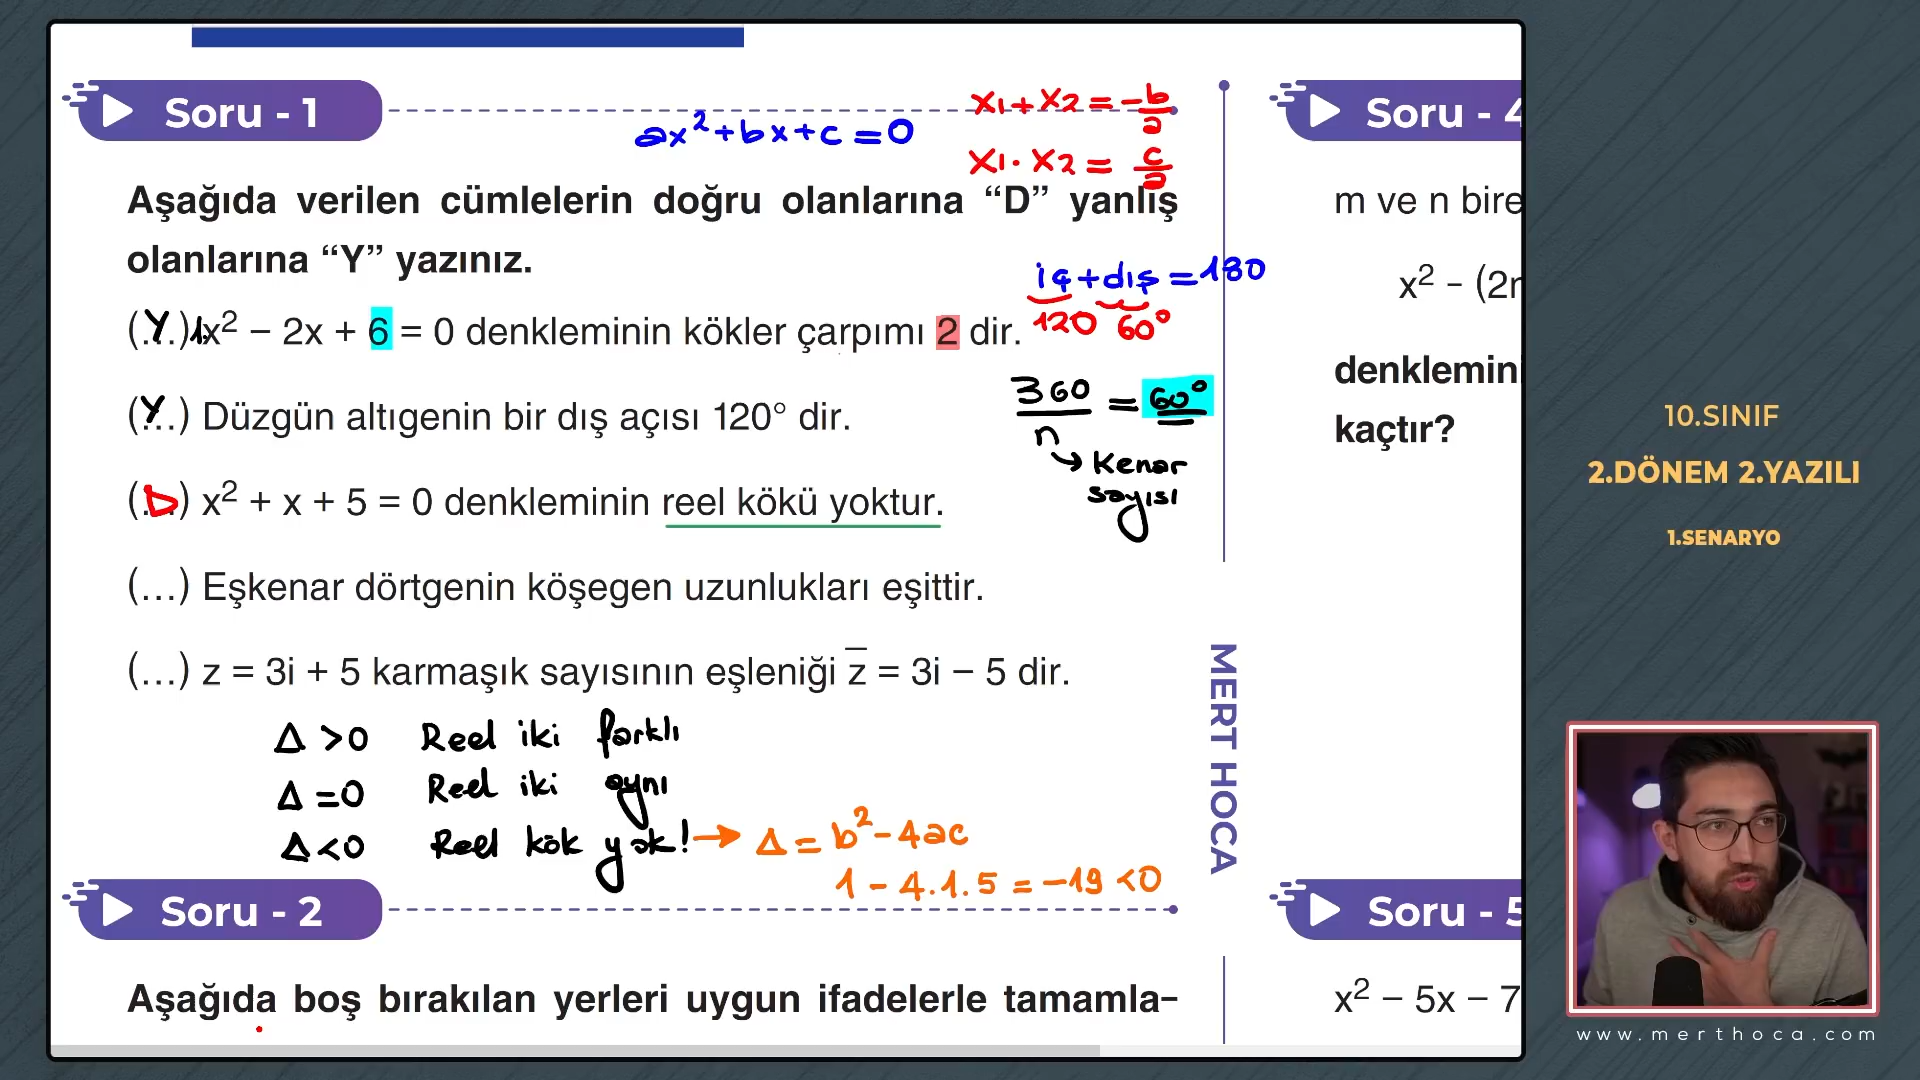 Soru - 1
ax²+bx+c=0
x₁+x₂=-b/a
x₁.x₂=c/a
Aşağıda verilen cümlelerin doğru olanlarına “D” yanlış
olanlarına “Y” yazınız.
iç+dış=180
120 60°
(Y) 1x² – 2x + 6 = 0 denkleminin kökler çarpımı 2 dir.
360/n = 60°
Kenar
sayısı
(Y) Düzgün altıgenin bir dış açısı 120° dir.
(D) x² + x + 5 = 0 denkleminin reel kökü yoktur.
(...) Eşkenar dörtgenin köşegen uzunlukları eşittir.
(...) z = 3i + 5 karmaşık sayısının eşleniği z̅ = 3i – 5 dir.
Δ >0 Reel iki farklı
Δ =0 Reel iki aynı
Δ <0 Reel kök yok! → Δ = b²-4ac
1 - 4.1.5 = -19 <0
MERT HOCA
Soru - 2
Aşağıda boş bırakılan yerleri uygun ifadelerle tamamla-
Soru - 4
m ve n bire
x² - (2
denklemin
kaçtır?
Soru - 5
x² – 5x – 7
10.SINIF
2.DÖNEM 2.YAZILI
1.SENARYO
www.merthoca.com